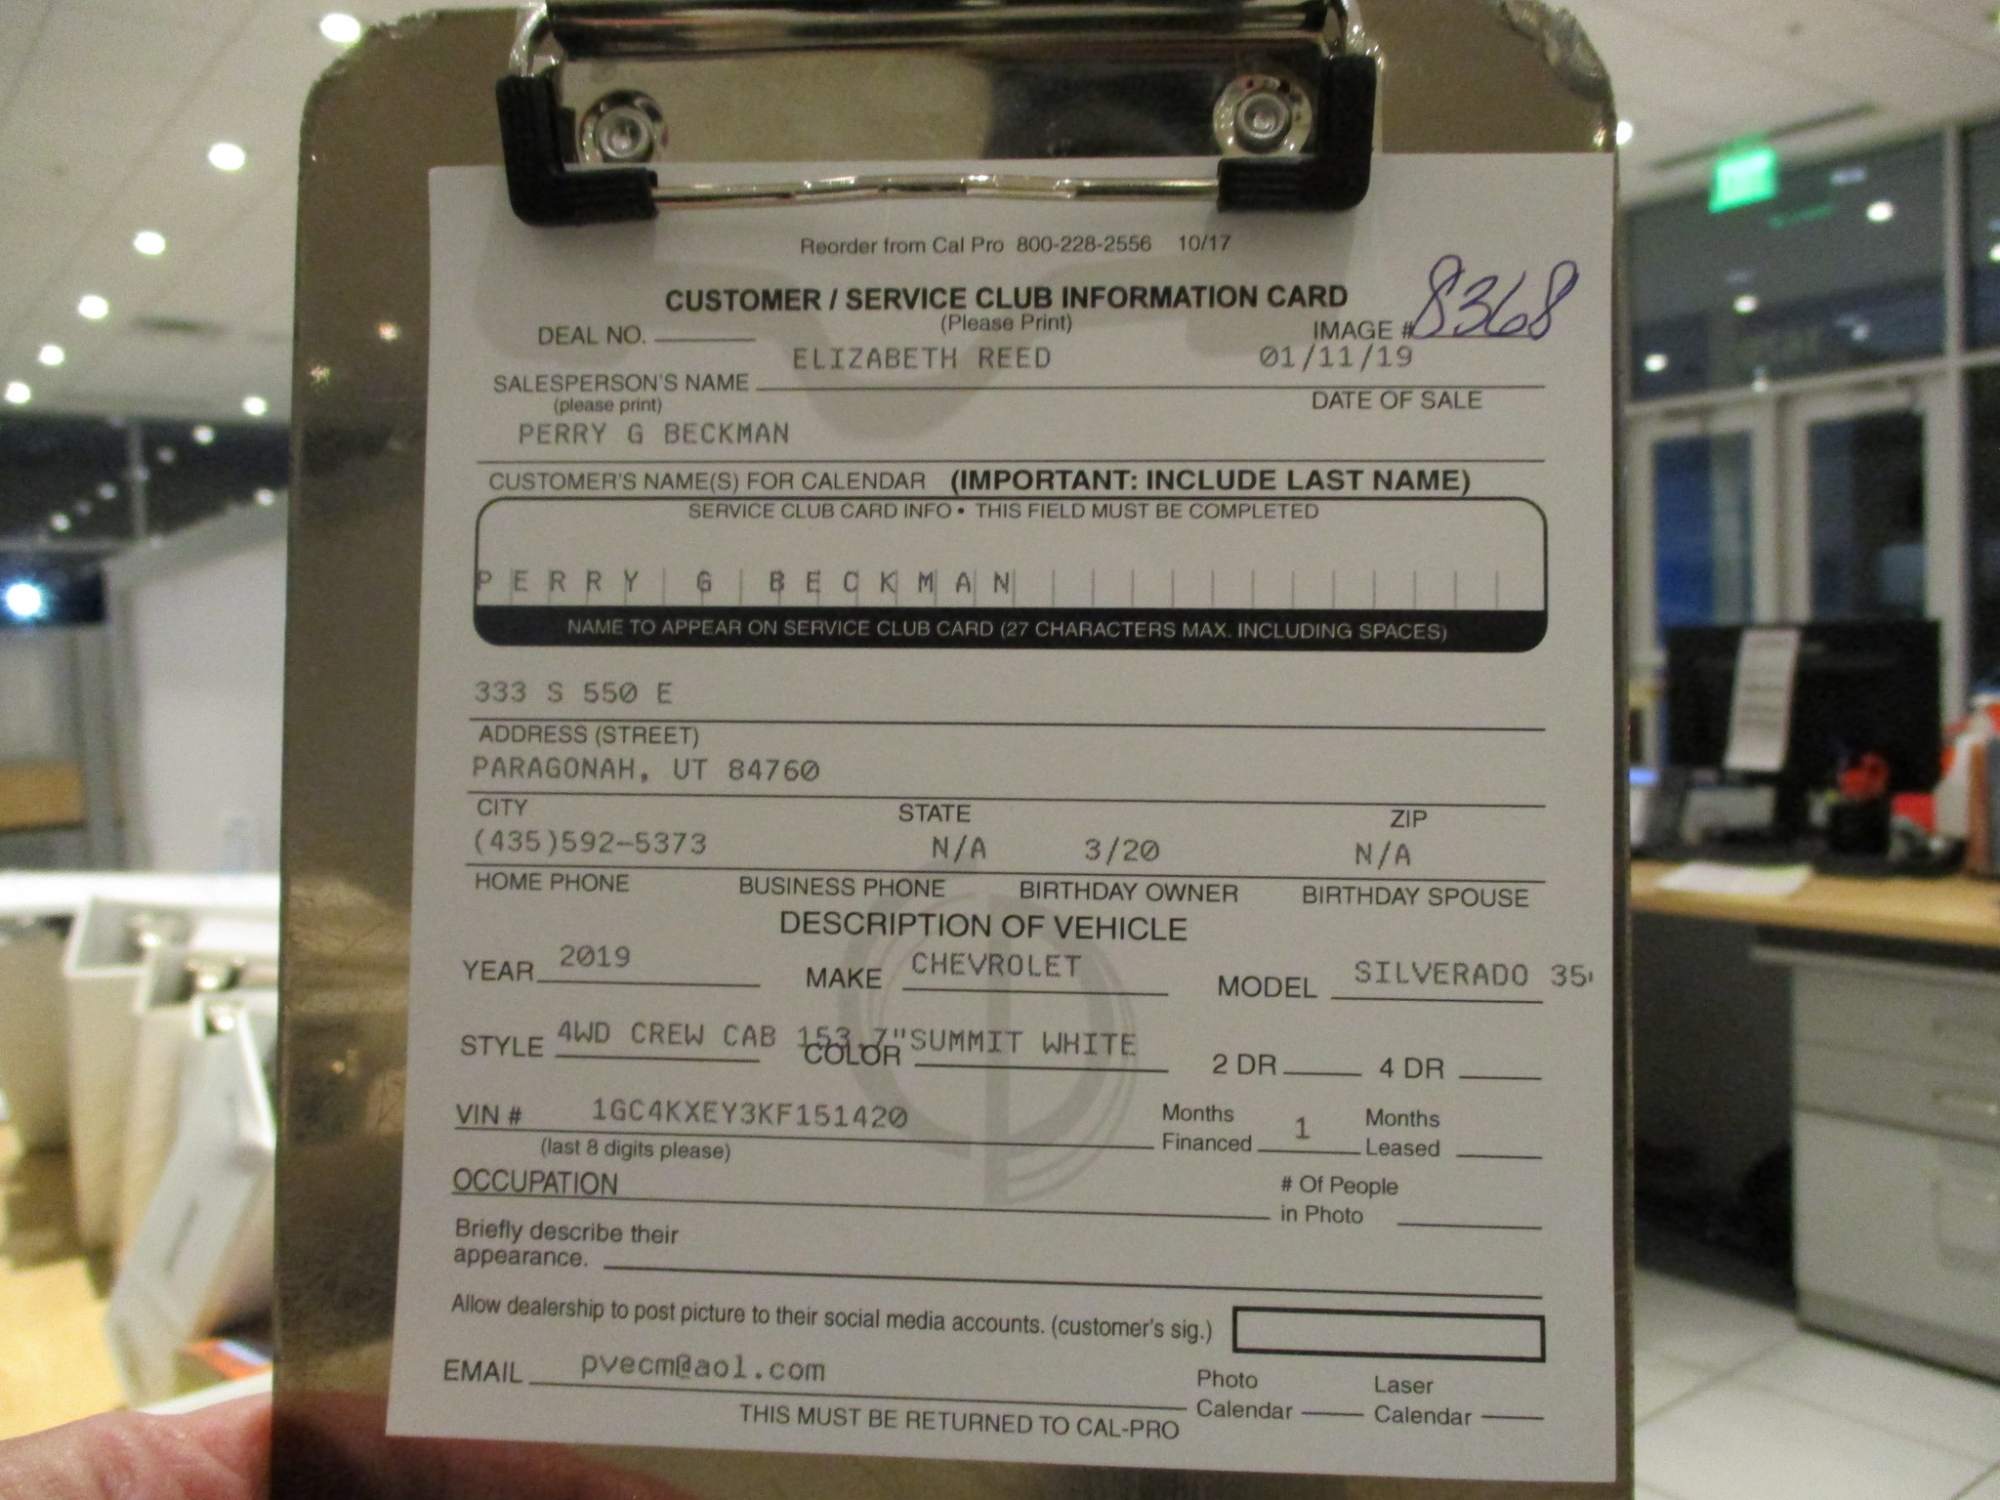 Reorder from Cal Pro 800-228-2556 10/17
CUSTOMER / SERVICE CLUB INFORMATION CARD
(Please Print)
DEAL NO. IMAGE # 8368
ELIZABETH REED 01/11/19
SALESPERSON'S NAME DATE OF SALE
(please print)
PERRY G BECKMAN
CUSTOMER'S NAME(S) FOR CALENDAR (IMPORTANT: INCLUDE LAST NAME)
SERVICE CLUB CARD INFO • THIS FIELD MUST BE COMPLETED
PERRY G BECKMAN
NAME TO APPEAR ON SERVICE CLUB CARD (27 CHARACTERS MAX. INCLUDING SPACES)
333 S 550 E
ADDRESS (STREET)
PARAGONAH, UT 84760
CITY STATE ZIP
(435)592-5373 N/A 3/20 N/A
HOME PHONE BUSINESS PHONE BIRTHDAY OWNER BIRTHDAY SPOUSE
DESCRIPTION OF VEHICLE
YEAR 2019 MAKE CHEVROLET MODEL SILVERADO 35
STYLE 4WD CREW CAB 153.7" COLOR SUMMIT WHITE 2 DR 4 DR
VIN # 1GC4KXEY3KF151420 Months Financed 1 Months Leased
(last 8 digits please)
OCCUPATION # Of People in Photo
Briefly describe their
appearance.
Allow dealership to post picture to their social media accounts. (customer's sig.)
EMAIL pvecm@aol.com Photo Calendar Laser Calendar
THIS MUST BE RETURNED TO CAL-PRO